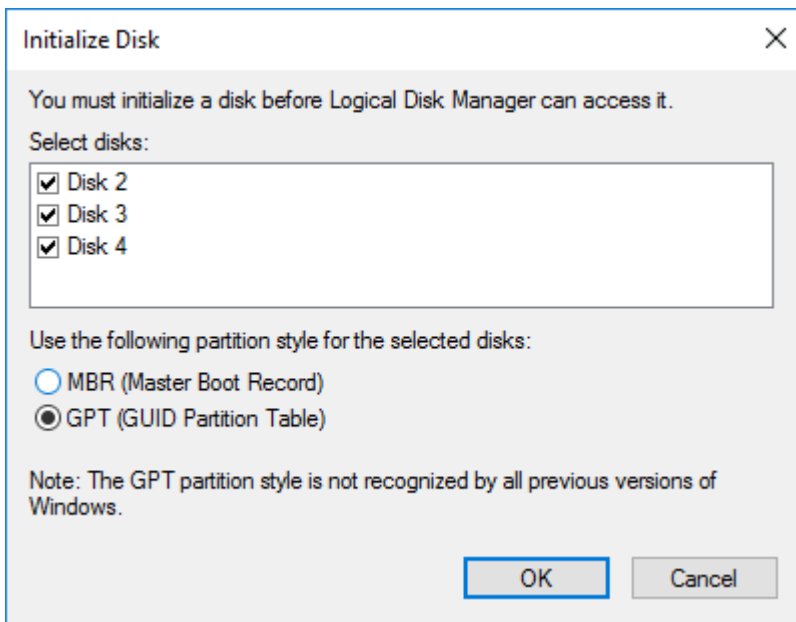 Initialize Disk
You must initialize a disk before Logical Disk Manager can access it.
Select disks:
Disk 2
Disk 3
Disk 4
Use the following partition style for the selected disks:
MBR (Master Boot Record)
GPT (GUID Partition Table)
Note: The GPT partition style is not recognized by all previous versions of
Windows.
OK Cancel